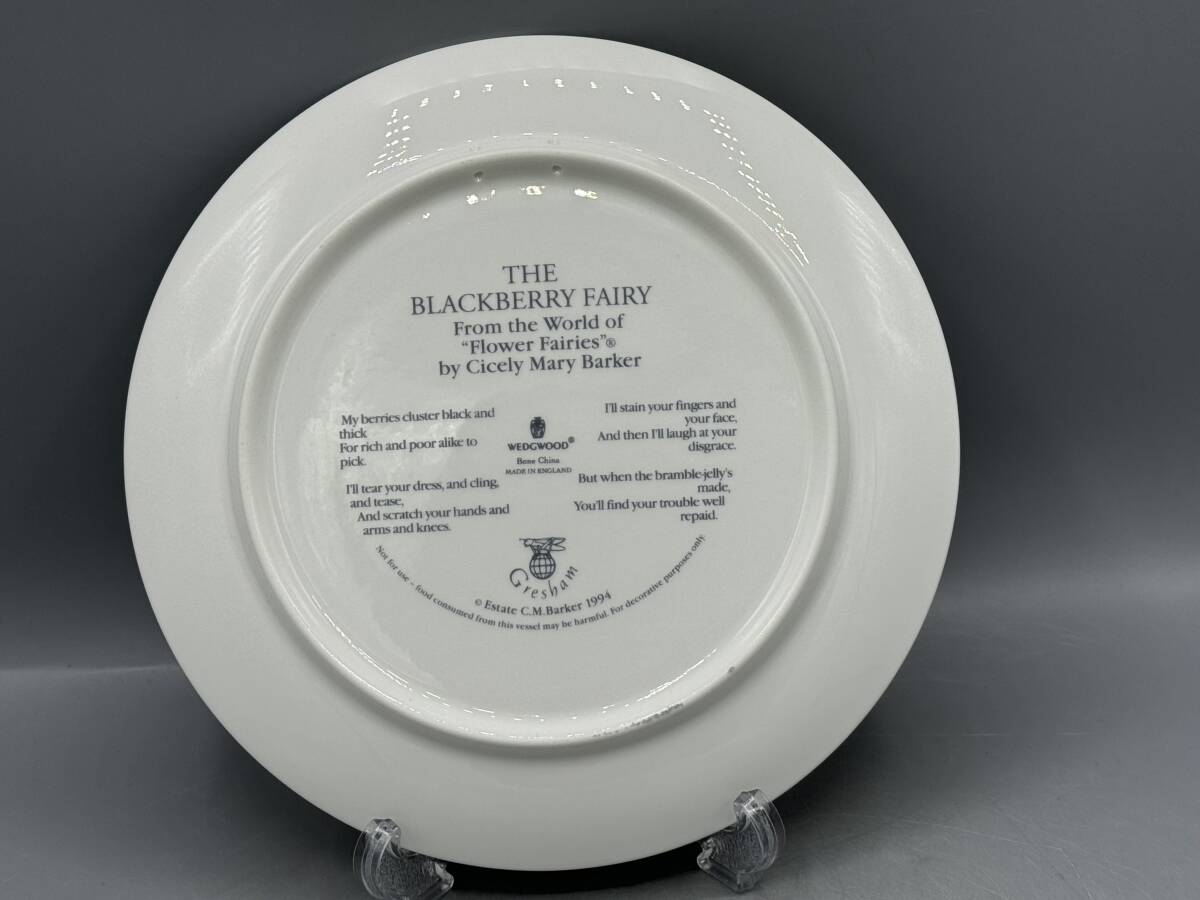 THE
BLACKBERRY FAIRY
From the World of
“Flower Fairies”®
by Cicely Mary Barker
My berries cluster black and
thick
For rich and poor alike to
pick.
I'll tear your dress, and cling,
and tease,
And scratch your hands and
arms and knees.
WEDGWOOD®
Bone China
MADE IN ENGLAND
I'll stain your fingers and
your face,
And then I'll laugh at your
disgrace.
But when the bramble-jelly's
made,
You'll find your trouble well
repaid.
Gresham
© Estate C.M.Barker 1994
Not for use – food consumed from this vessel may be harmful. For decorative purposes only.